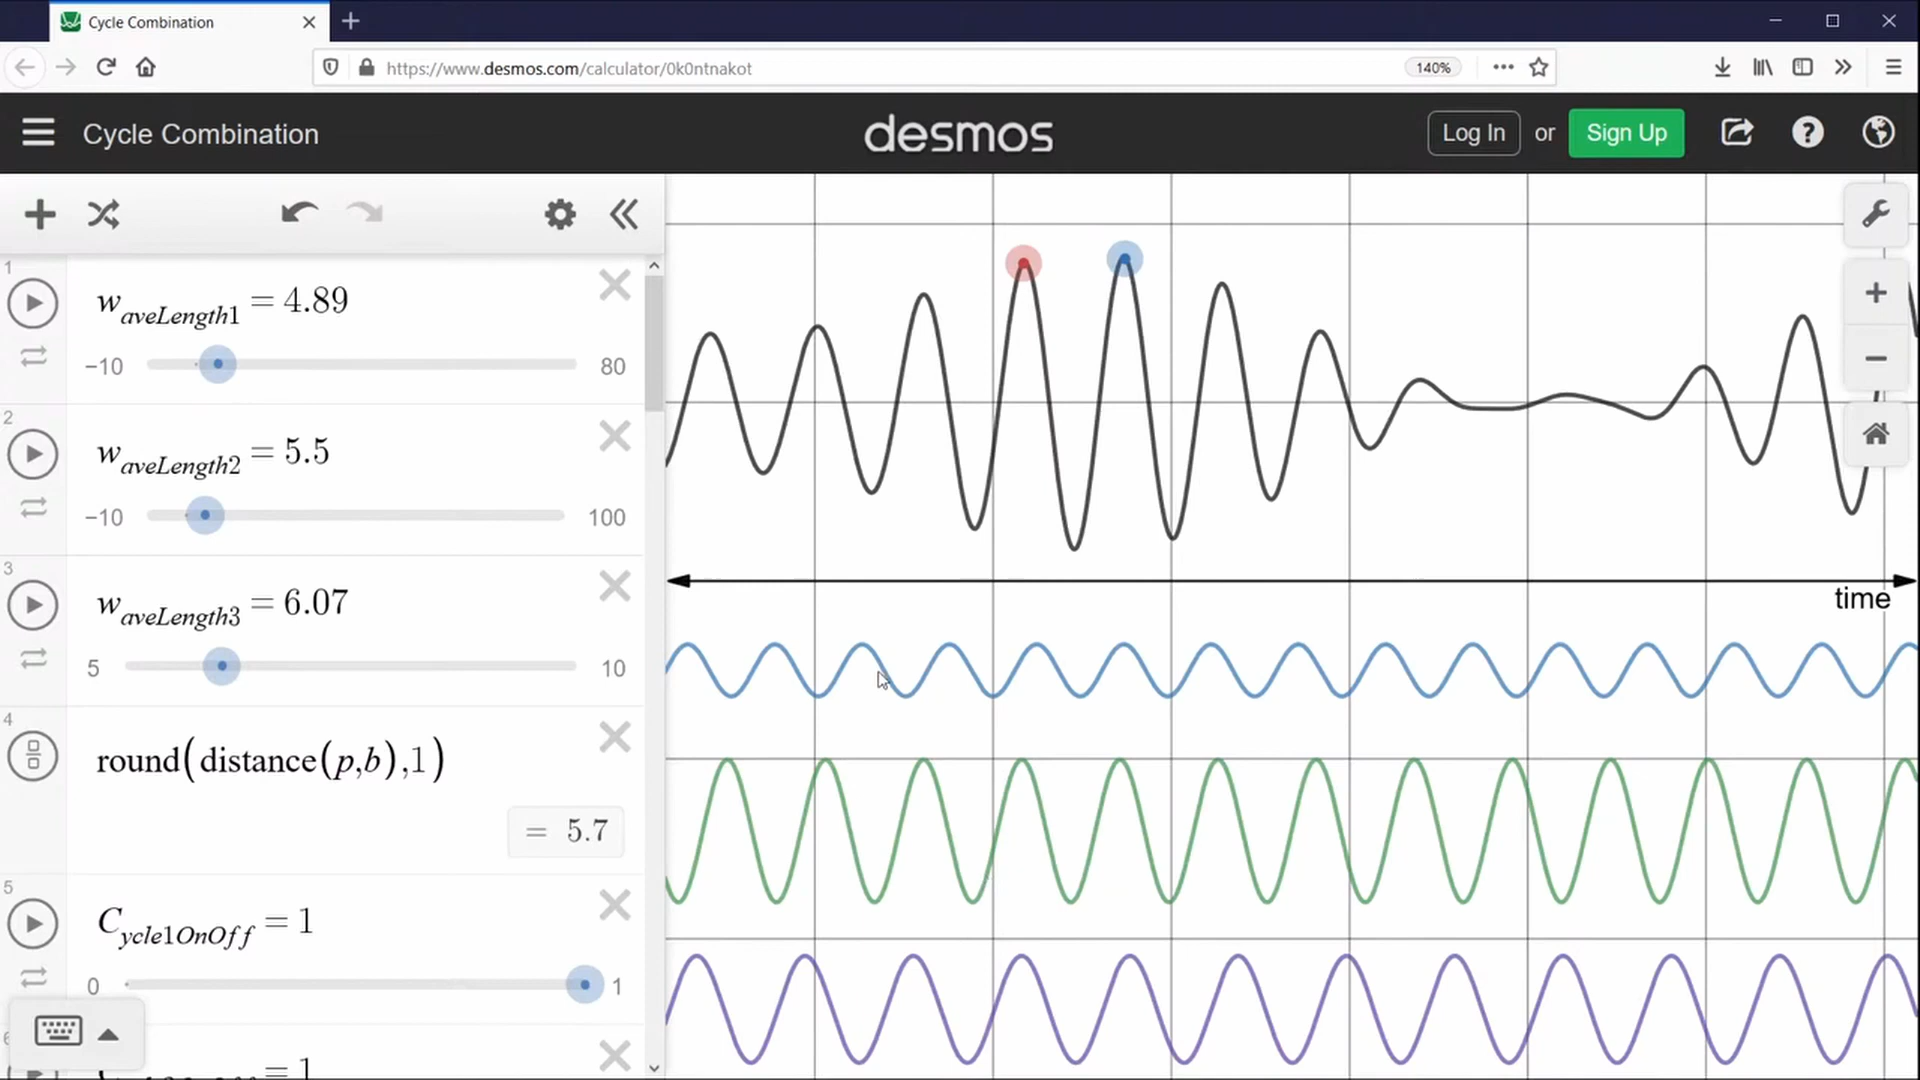 Cycle Combination
https://www.desmos.com/calculator/0k0ntnakot
140%
Cycle Combination
desmos
Log In or Sign Up
1
waveLength1 = 4.89
−10
80
2
waveLength2 = 5.5
−10
100
3
waveLength3 = 6.07
5
10
4
round(distance(p,b),1)
= 5.7
5
Cycle1OnOff = 1
0
1
= 1
time